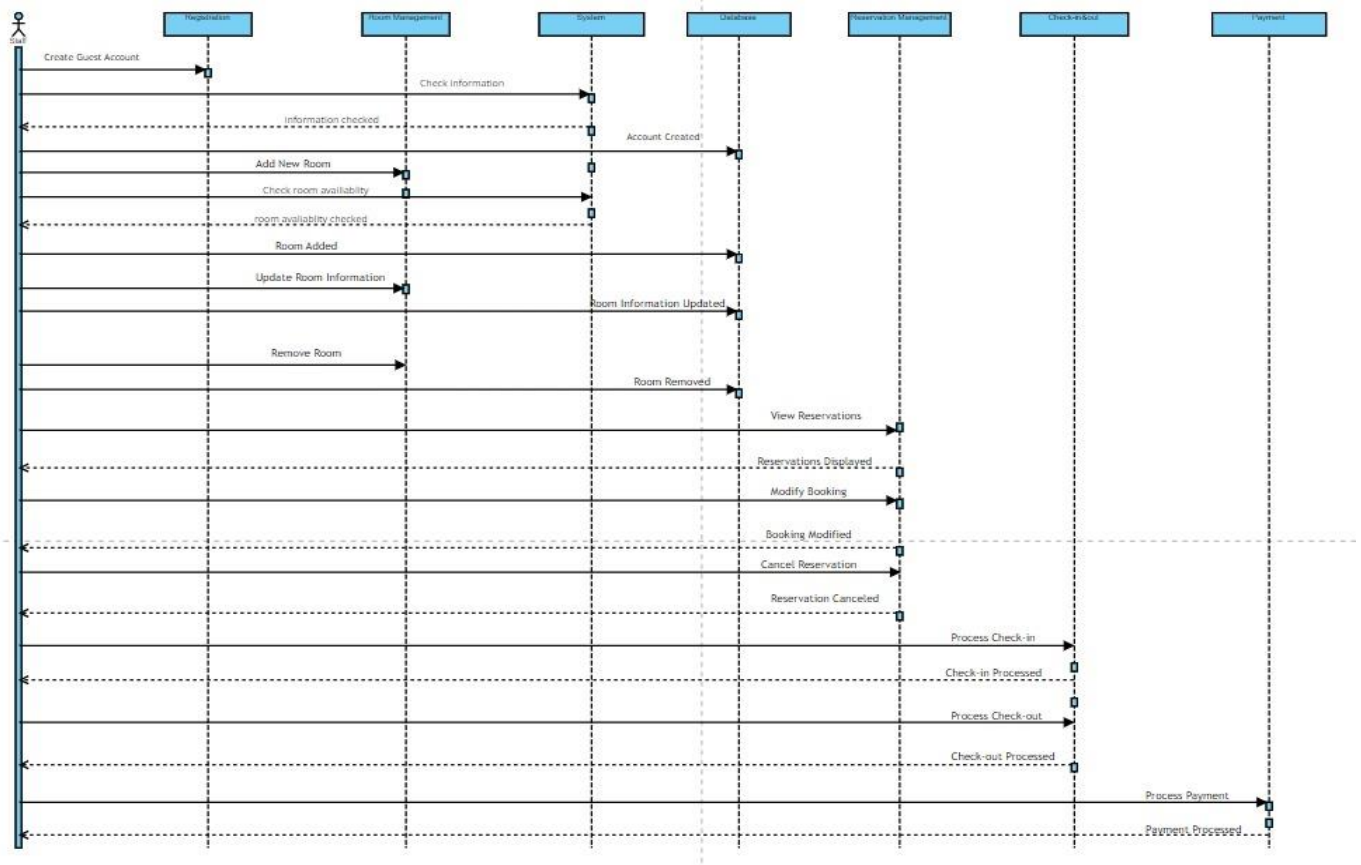 Registration
Room Management
System
Database
Reservation Management
Check-in&out
Payment
Staff
Create Guest Account
Check information
information checked
Account Created
Add New Room
Check room availiablity
room avaliablity checked
Room Added
Update Room Information
Room Information Updated
Remove Room
Room Removed
View Reservations
Reservations Displayed
Modify Booking
Booking Modified
Cancel Reservation
Reservation Canceled
Process Check-in
Check-in Processed
Process Check-out
Check-out Processed
Process Payment
Payment Processed